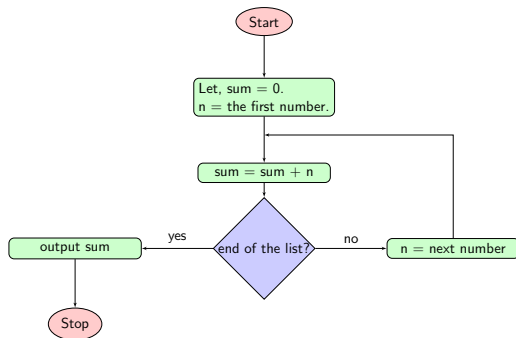 Start
Let, sum = 0.
n = the first number.
sum = sum + n
end of the list?
yes
no
output sum
n = next number
Stop